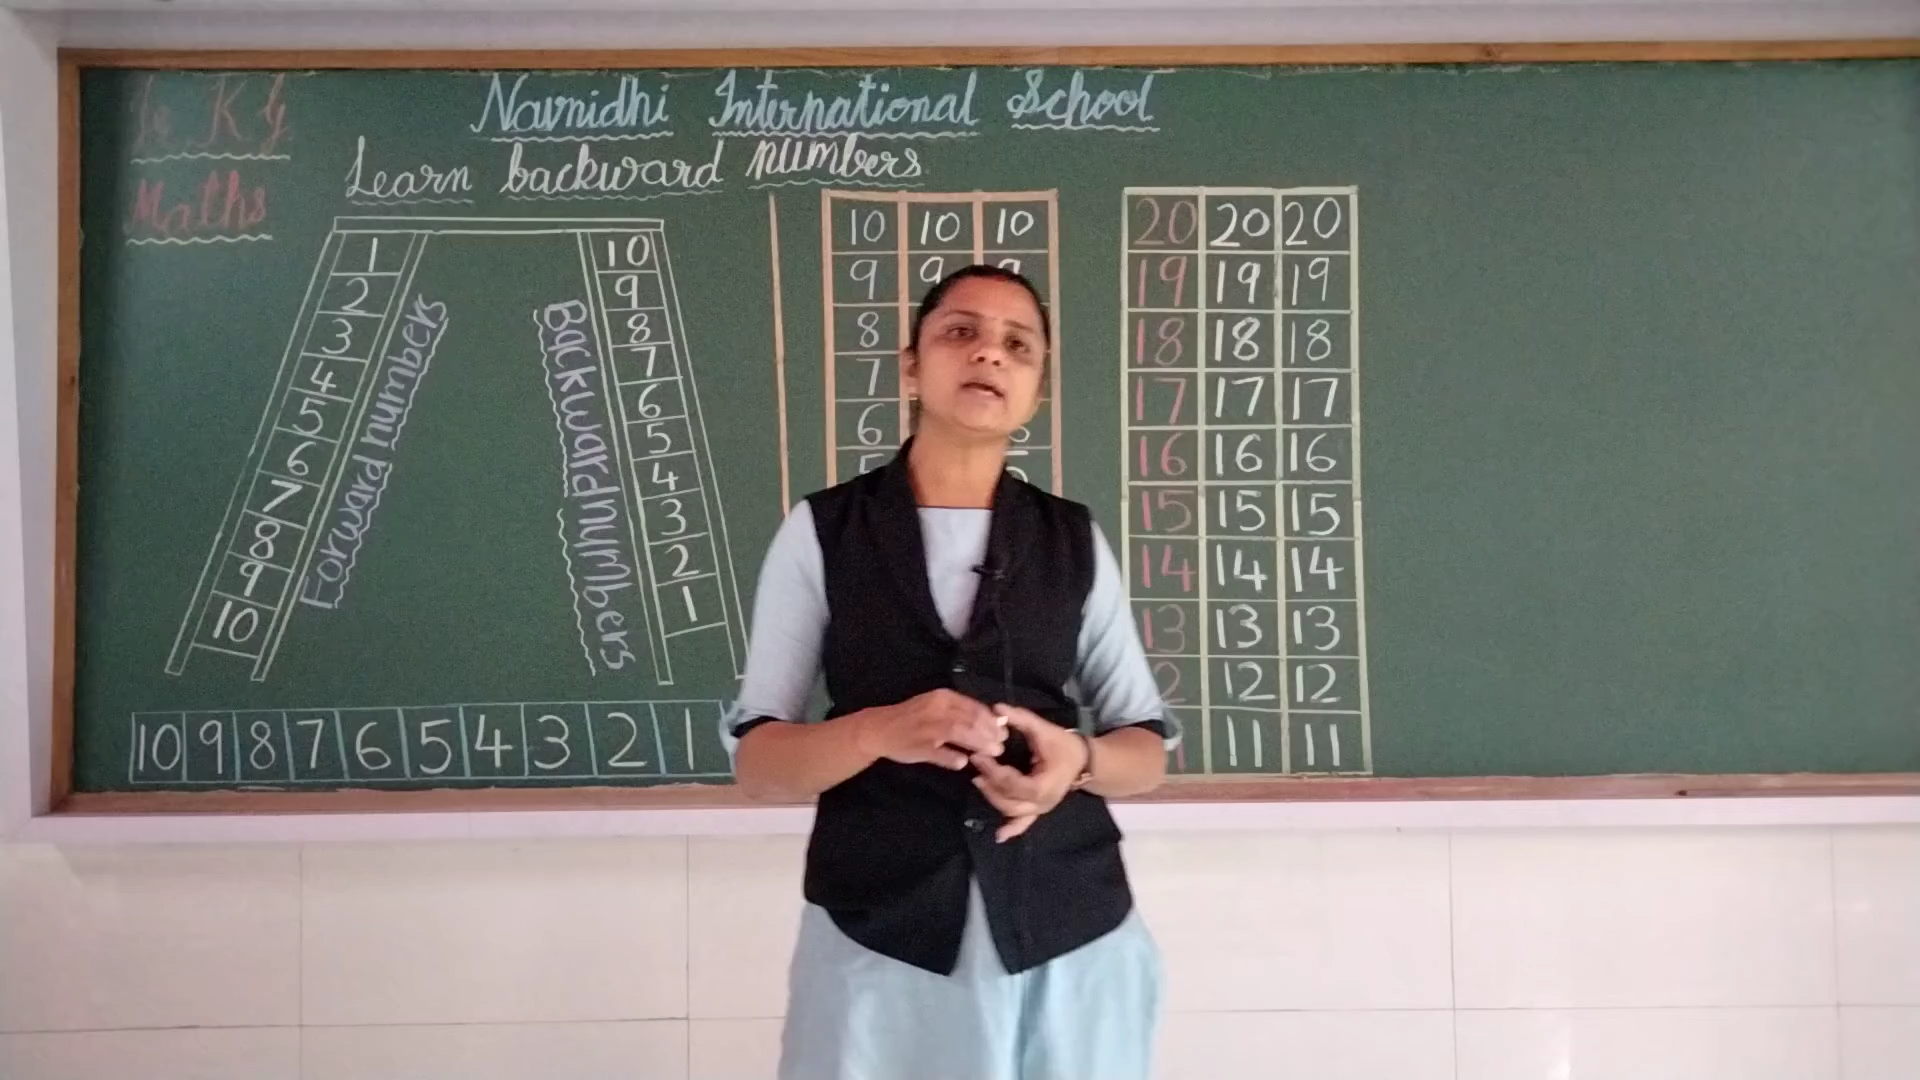 Sr KG
Maths
Navnidhi International School
Learn backward numbers
1
2
3
4
5
6
7
8
9
10
Forward numbers
Backward numbers
10
9
8
7
6
5
4
3
2
1
10 9 8 7 6 5 4 3 2 1
10 10 10
9 9
8
7
6
20 20 20
19 19 19
18 18 18
17 17 17
16 16 16
15 15 15
14 14 14
13 13 13
12 12
11 11